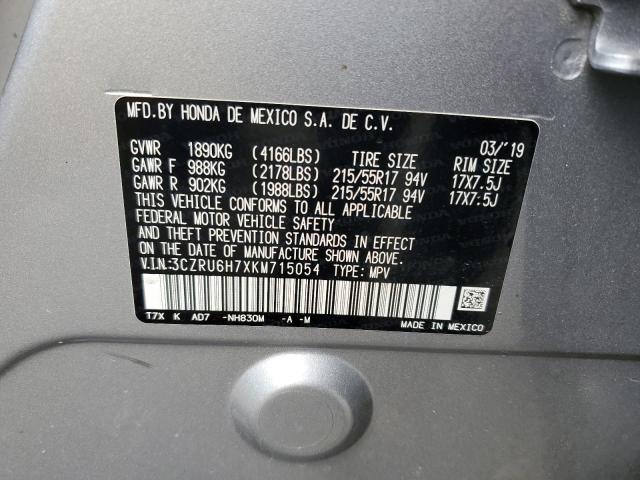 MFD.BY HONDA DE MEXICO S.A. DE C.V.
03/'19
GVWR 1890KG (4166LBS) TIRE SIZE RIM SIZE
GAWR F 988KG (2178LBS) 215/55R17 94V 17X7.5J
GAWR R 902KG (1988LBS) 215/55R17 94V 17X7.5J
THIS VEHICLE CONFORMS TO ALL APPLICABLE
FEDERAL MOTOR VEHICLE SAFETY
AND THEFT PREVENTION STANDARDS IN EFFECT
ON THE DATE OF MANUFACTURE SHOWN ABOVE.
V.I.N:3CZRU6H7XKM715054 TYPE: MPV
T7X K AD7 -NH830M -A -M
MADE IN MEXICO